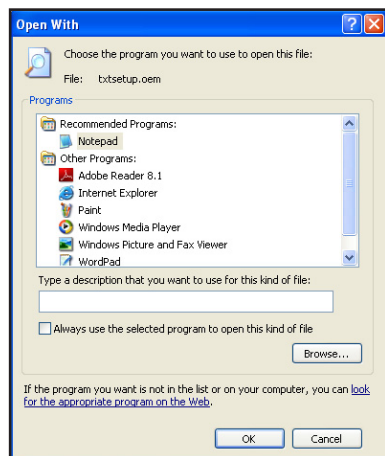 Open With
Choose the program you want to use to open this file:
File: txtsetup.oem
Programs
Recommended Programs:
Notepad
Other Programs:
Adobe Reader 8.1
Internet Explorer
Paint
Windows Media Player
Windows Picture and Fax Viewer
WordPad
Type a description that you want to use for this kind of file:
Always use the selected program to open this kind of file
Browse...
If the program you want is not in the list or on your computer, you can look
for the appropriate program on the Web.
OK Cancel